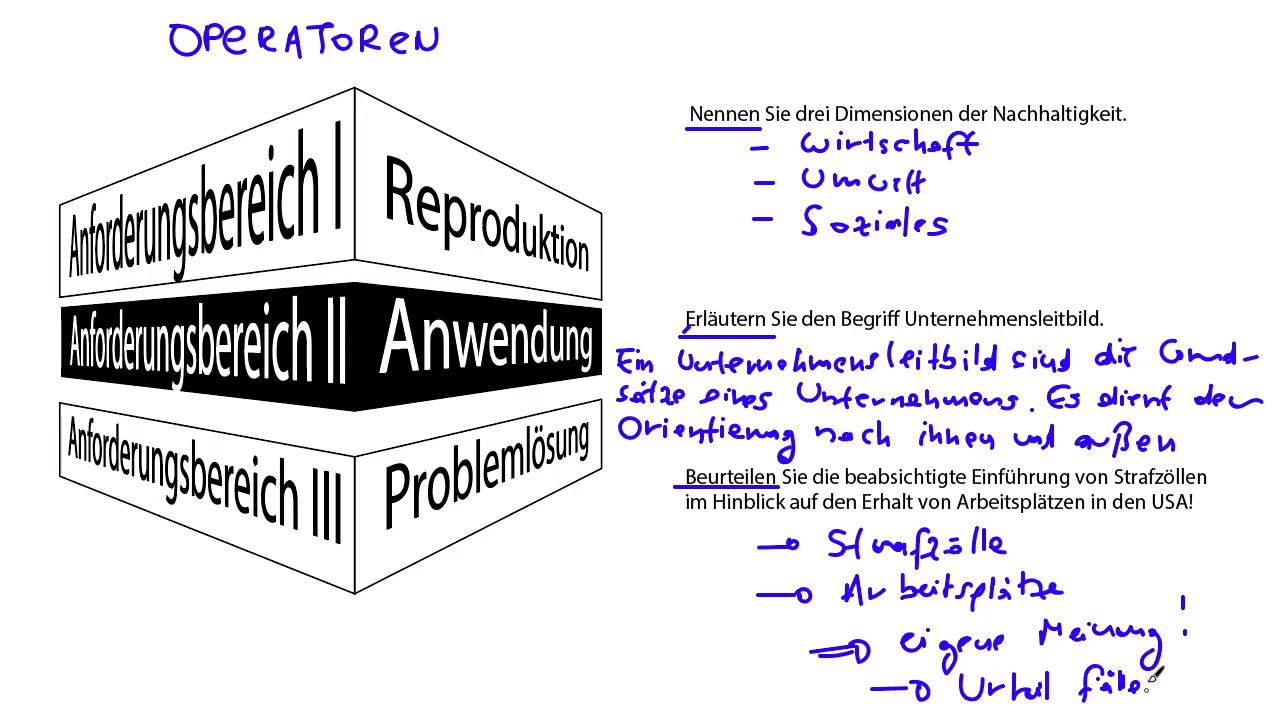 OPERATOREN
Anforderungsbereich I
Reproduktion
Anforderungsbereich II
Anwendung
Anforderungsbereich III
Problemlösung
Nennen Sie drei Dimensionen der Nachhaltigkeit.
- Wirtschaft
- Umwelt
- Soziales
Erläutern Sie den Begriff Unternehmensleitbild.
Ein Unternehmensleitbild sind die Grund-
sätze eines Unternehmens. Es dient der
Orientierung nach innen und außen
Beurteilen Sie die beabsichtigte Einführung von Strafzöllen
im Hinblick auf den Erhalt von Arbeitsplätzen in den USA!
Strafzölle
Arbeitsplätze
eigene Meinung!
Urteil fälle